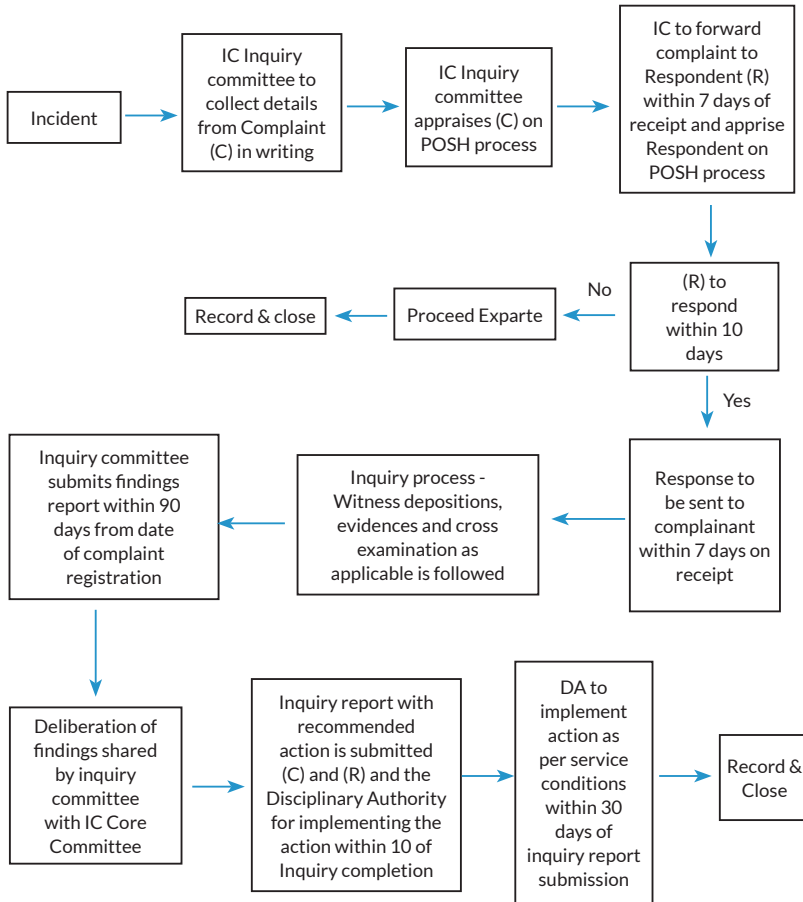 Incident
IC Inquiry
committee to
collect details
from Complaint
(C) in writing
IC Inquiry
committee
appraises (C) on
POSH process
IC to forward
complaint to
Respondent (R)
within 7 days of
receipt and apprise
Respondent on
POSH process
(R) to
respond
within 10
days
No
Proceed Exparte
Record & close
Yes
Response to
be sent to
complainant
within 7 days on
receipt
Inquiry process -
Witness depositions,
evidences and cross
examination as
applicable is followed
Inquiry committee
submits findings
report within 90
days from date
of complaint
registration
Deliberation of
findings shared
by inquiry
committee
with IC Core
Committee
Inquiry report with
recommended
action is submitted
(C) and (R) and the
Disciplinary Authority
for implementing the
action within 10 of
Inquiry completion
DA to
implement
action as
per service
conditions
within 30
days of
inquiry report
submission
Record &
Close